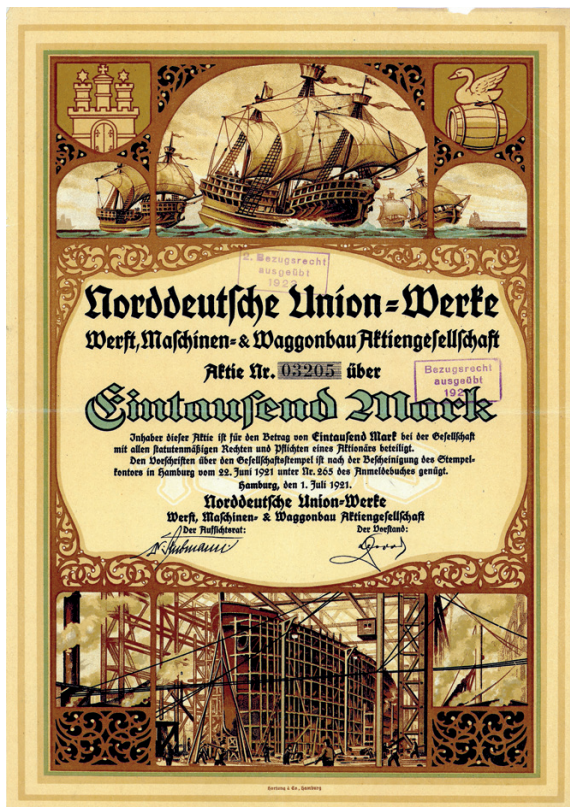 2. Bezugsrecht
ausgeübt
1922
Norddeutſche Union=Werke
Werft, Maſchinen= & Waggonbau Aktiengeſellſchaft
Aktie Nr. 03205 über
Bezugsrecht
ausgeübt
Eintauſend Mark
Inhaber dieſer Aktie iſt für den Betrag von Eintauſend Mark bei der Geſellſchaft
mit allen ſtatutenmäßigen Rechten und Pflichten eines Aktionärs beteiligt.
Den Vorſchriften über den Geſellſchaftsſtempel iſt nach der Beſcheinigung des Stempel=
kontors in Hamburg vom 22. Juni 1921 unter Nr. 265 des Anmeldebuches genügt.
Hamburg, den 1. Juli 1921.
Norddeutſche Union=Werke
Werft, Maſchinen= & Waggonbau Aktiengeſellſchaft
Der Aufſichtsrat: Der Vorſtand:
& Co., Hamburg